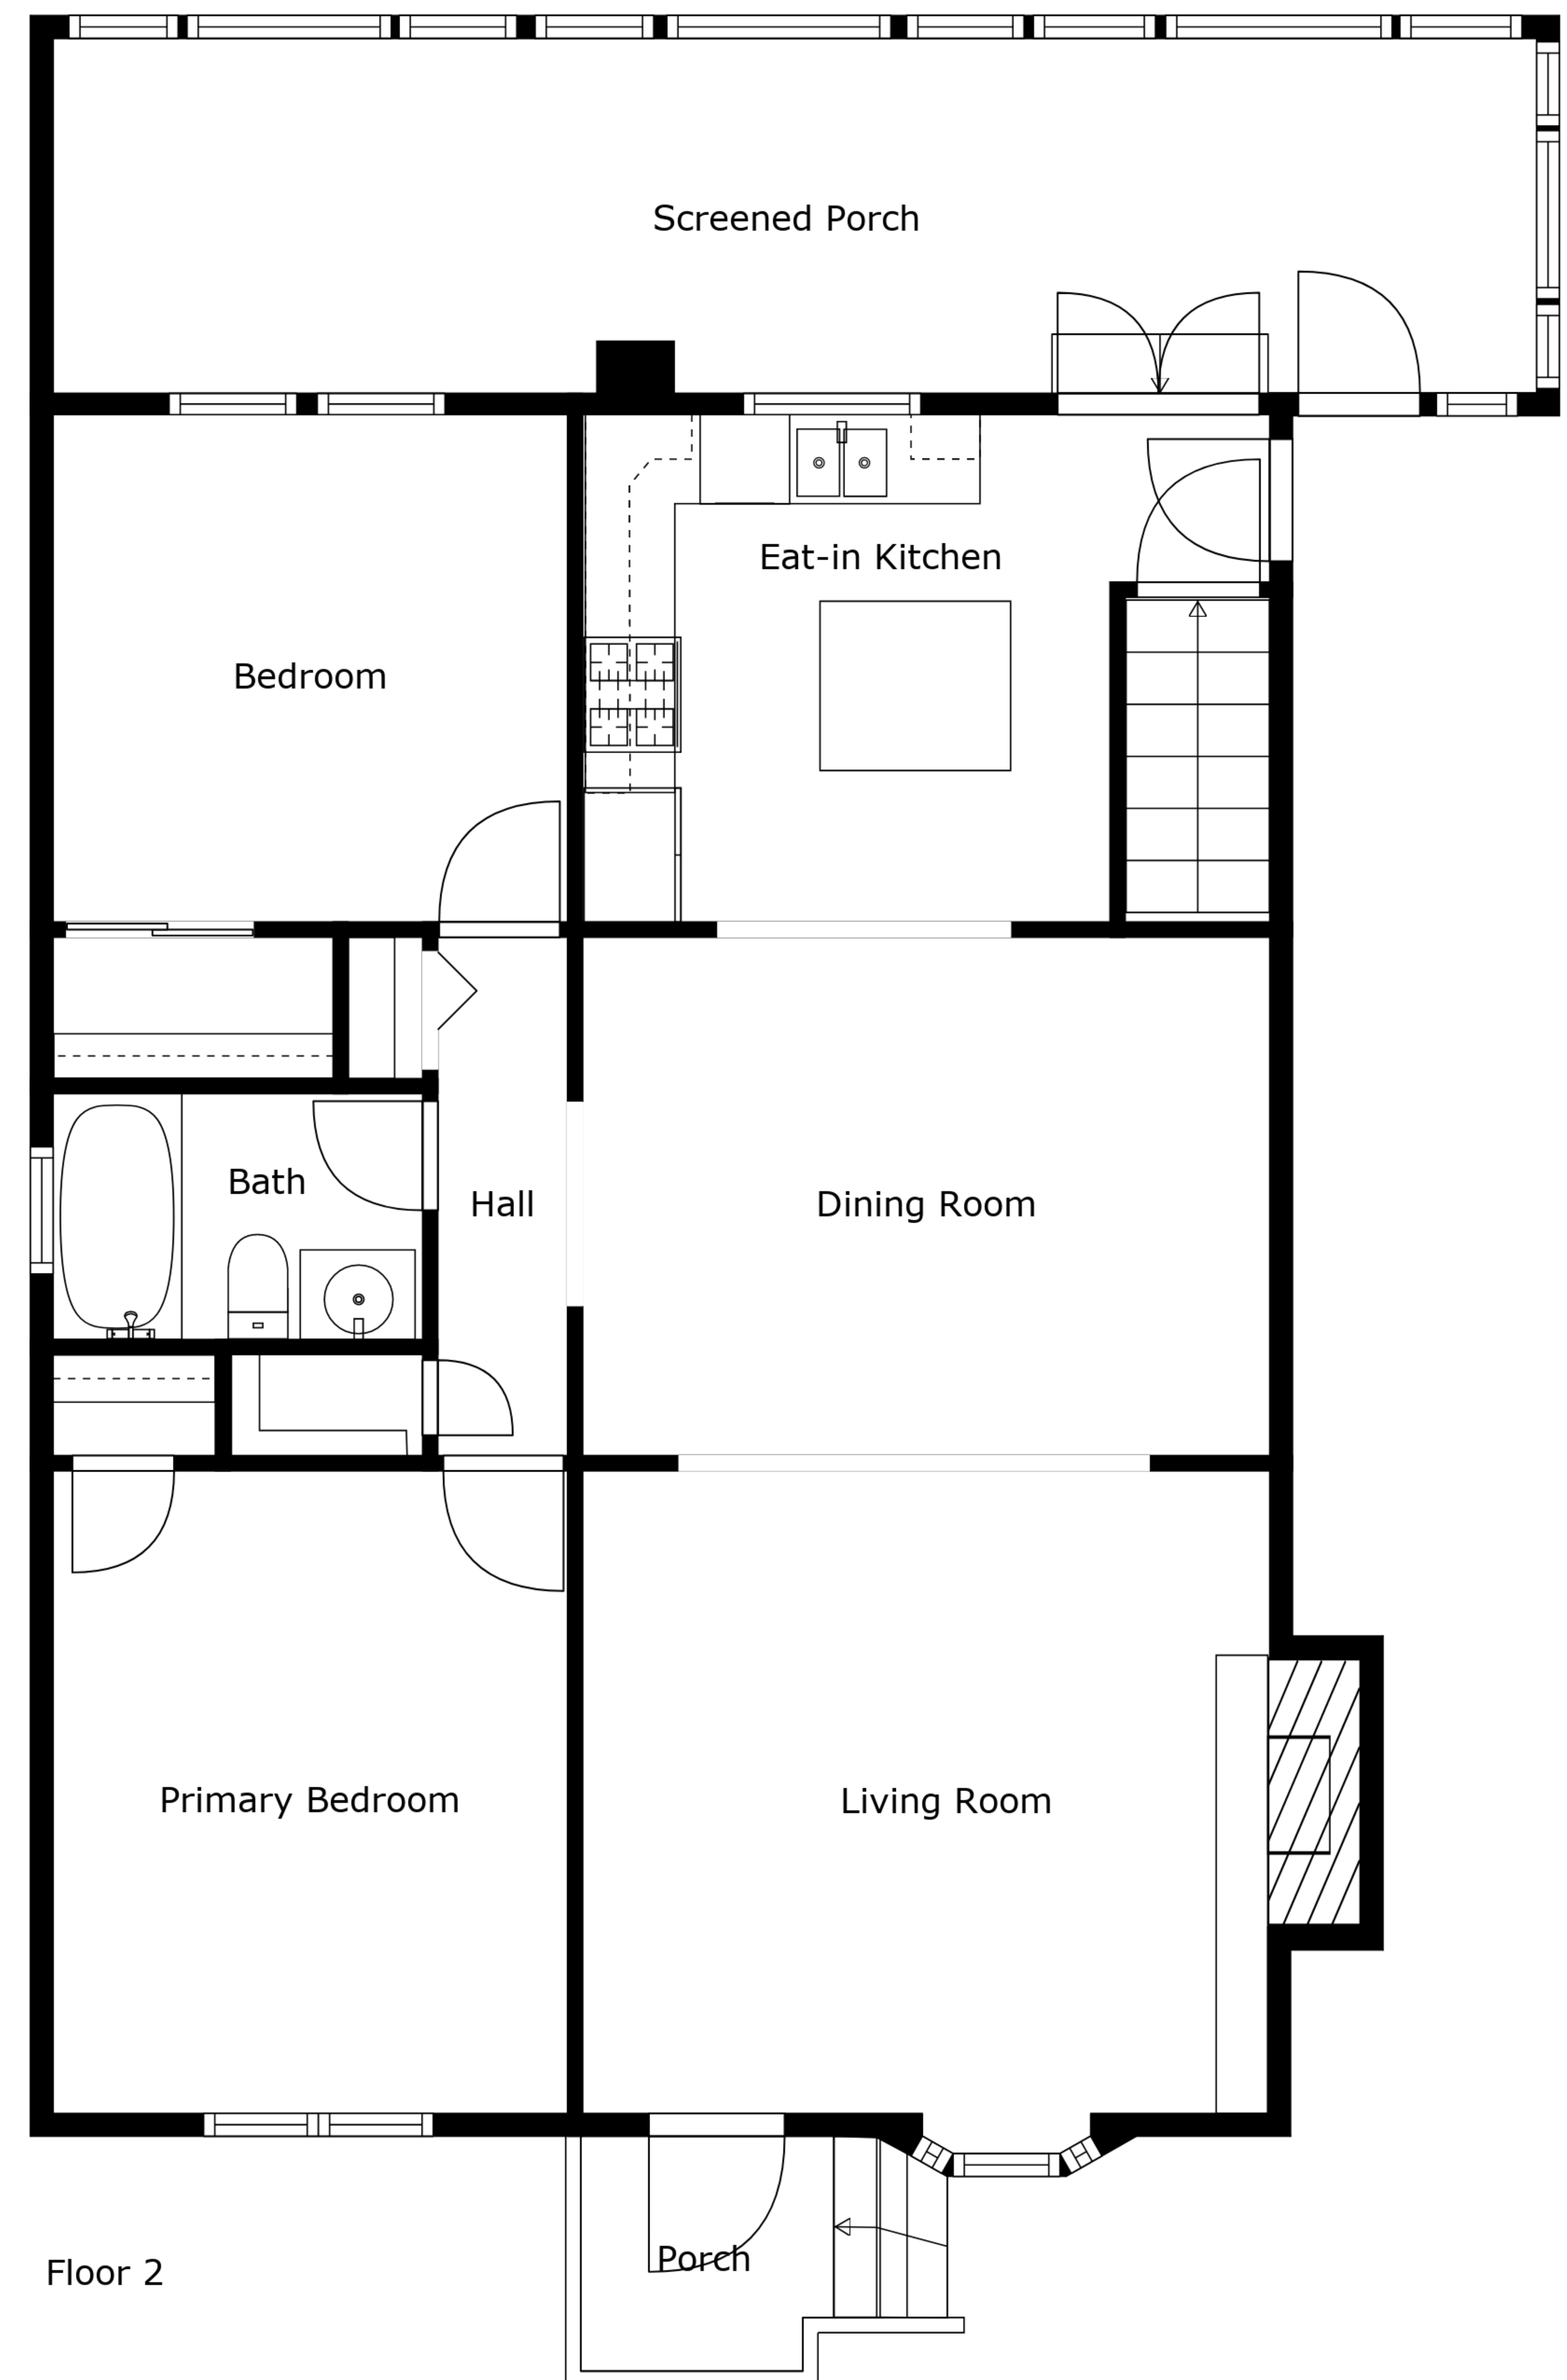 Screened Porch
Eat-in Kitchen
Bedroom
Bath
Hall
Dining Room
Primary Bedroom
Living Room
Porch
Floor 2